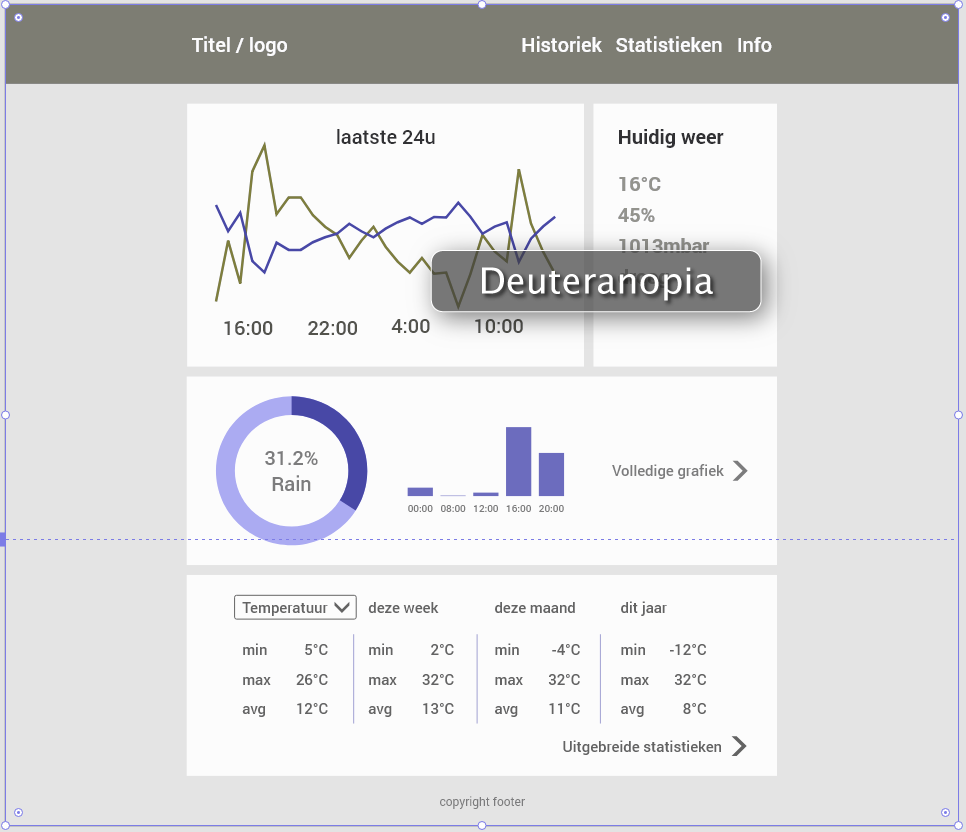 Titel / logo
Historiek Statistieken Info
laatste 24u
16:00 22:00 4:00 10:00
Huidig weer
16°C
45%
1013mbar
Deuteranopia
31.2%
Rain
00:00 08:00 12:00 16:00 20:00
Volledige grafiek
Temperatuur deze week deze maand dit jaar
min 5°C min 2°C min -4°C min -12°C
max 26°C max 32°C max 32°C max 32°C
avg 12°C avg 13°C avg 11°C avg 8°C
Uitgebreide statistieken
copyright footer